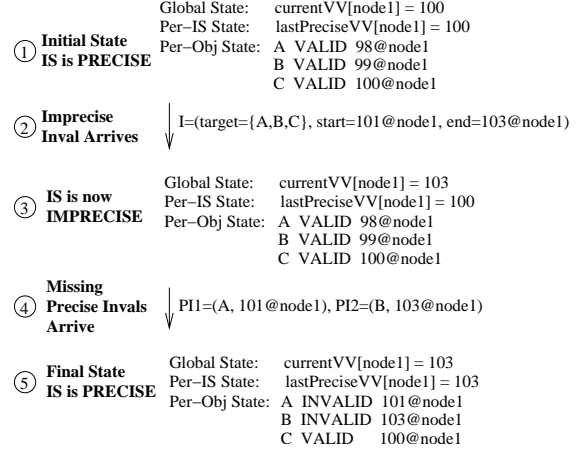 Global State: currentVV[node1] = 100
Per−IS State: lastPreciseVV[node1] = 100
1 Initial State Per−Obj State: A VALID 98@node1
IS is PRECISE B VALID 99@node1
C VALID 100@node1
2 Imprecise
Inval Arrives I=(target={A,B,C}, start=101@node1, end=103@node1)
Global State: currentVV[node1] = 103
3 IS is now Per−IS State: lastPreciseVV[node1] = 100
IMPRECISE Per−Obj State: A VALID 98@node1
B VALID 99@node1
C VALID 100@node1
Missing
4 Precise Invals PI1=(A, 101@node1), PI2=(B, 103@node1)
Arrive
Global State: currentVV[node1] = 103
5 Final State Per−IS State: lastPreciseVV[node1] = 103
IS is PRECISE Per−Obj State: A INVALID 101@node1
B INVALID 103@node1
C VALID 100@node1